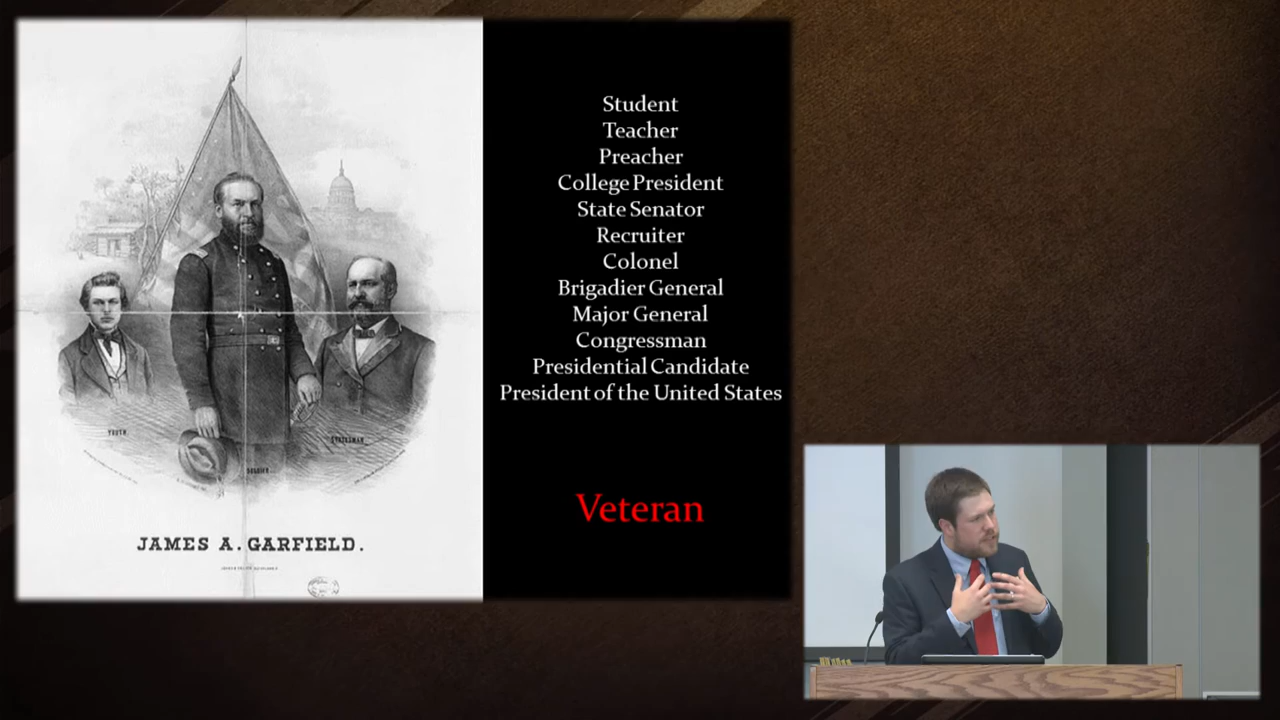 YOUTH.
STATESMAN.
SOLDIER
JAMES A. GARFIELD.
Student
Teacher
Preacher
College President
State Senator
Recruiter
Colonel
Brigadier General
Major General
Congressman
Presidential Candidate
President of the United States
Veteran